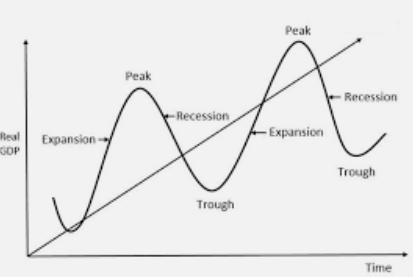 Peak
Peak
Recession
Recession
Expansion
Expansion
Real
GDP
Trough
Trough
Time